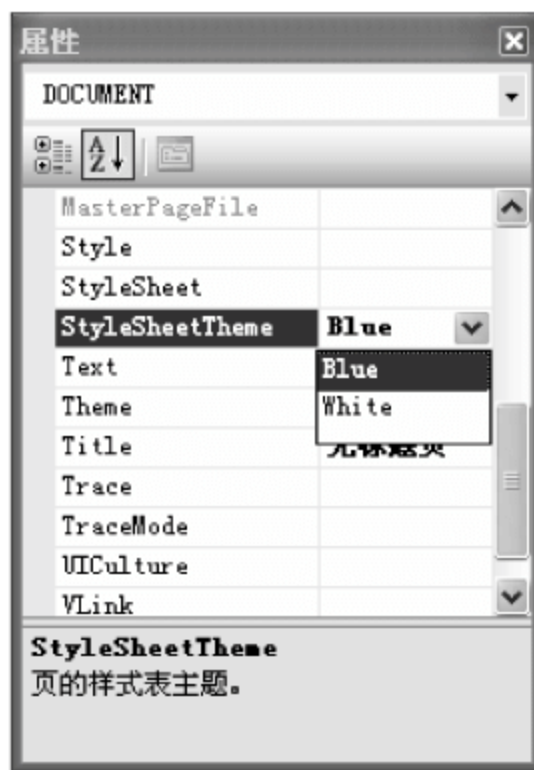 属性
DOCUMENT
MasterPageFile
Style
StyleSheet
StyleSheetTheme Blue
Text Blue
Theme White
Title
Trace
TraceMode
UICulture
VLink
StyleSheetTheme
页的样式表主题。